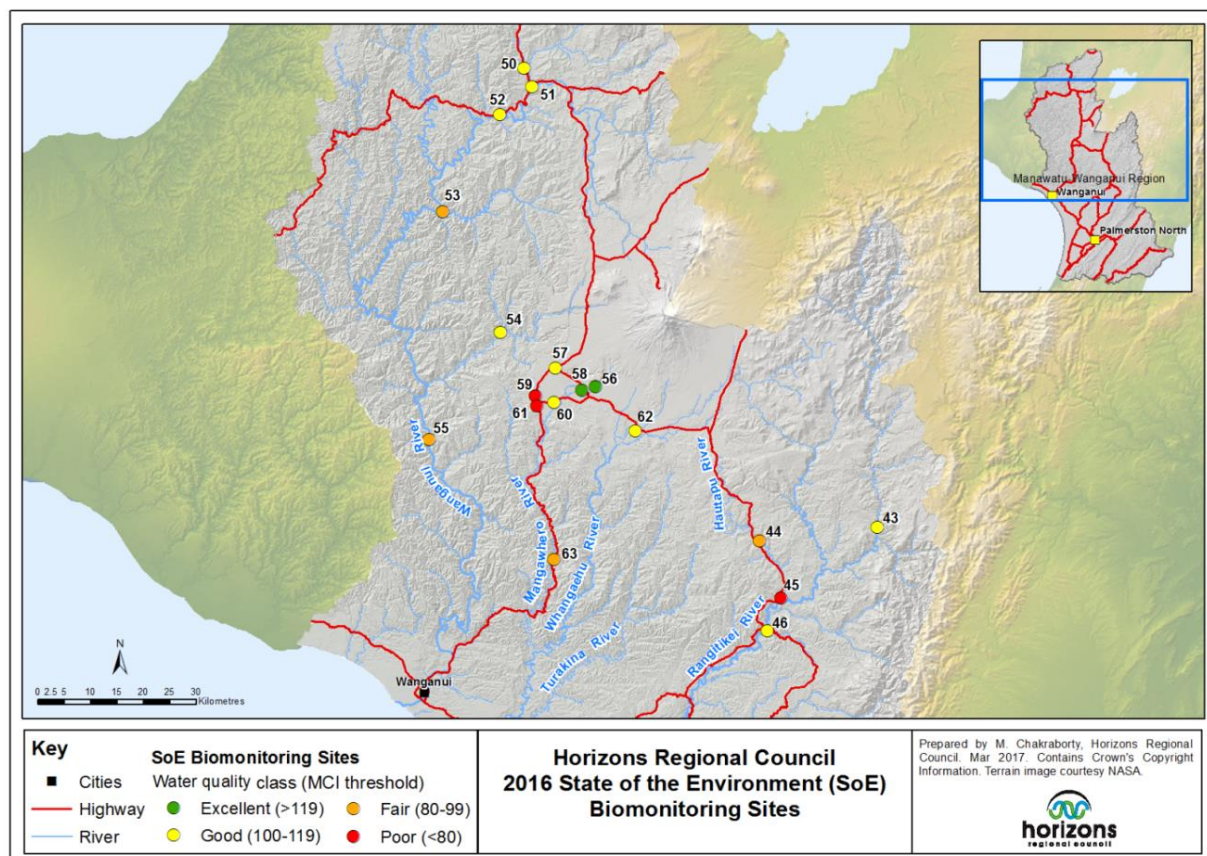 50
51
52
53
54
57
58
56
59
60
61
62
55
43
44
45
46
63
Wanganui River
Mangawhero River
Whangaehu River
Turakina River
Hautapu River
Rangitikei River
Wanganui
N
0 2.5 5 10 15 20 25 30
Kilometres
Manawatu Wanganui Region
Wanganui
Palmerston North
Key
Cities
Highway
River
SoE Biomonitoring Sites
Water quality class (MCI threshold)
Excellent (>119)
Fair (80-99)
Good (100-119)
Poor (<80)
Horizons Regional Council
2016 State of the Environment (SoE)
Biomonitoring Sites
Prepared by M. Chakraborty, Horizons Regional
Council. Mar 2017. Contains Crown's Copyright
Information. Terrain image courtesy NASA.
horizons
regional council